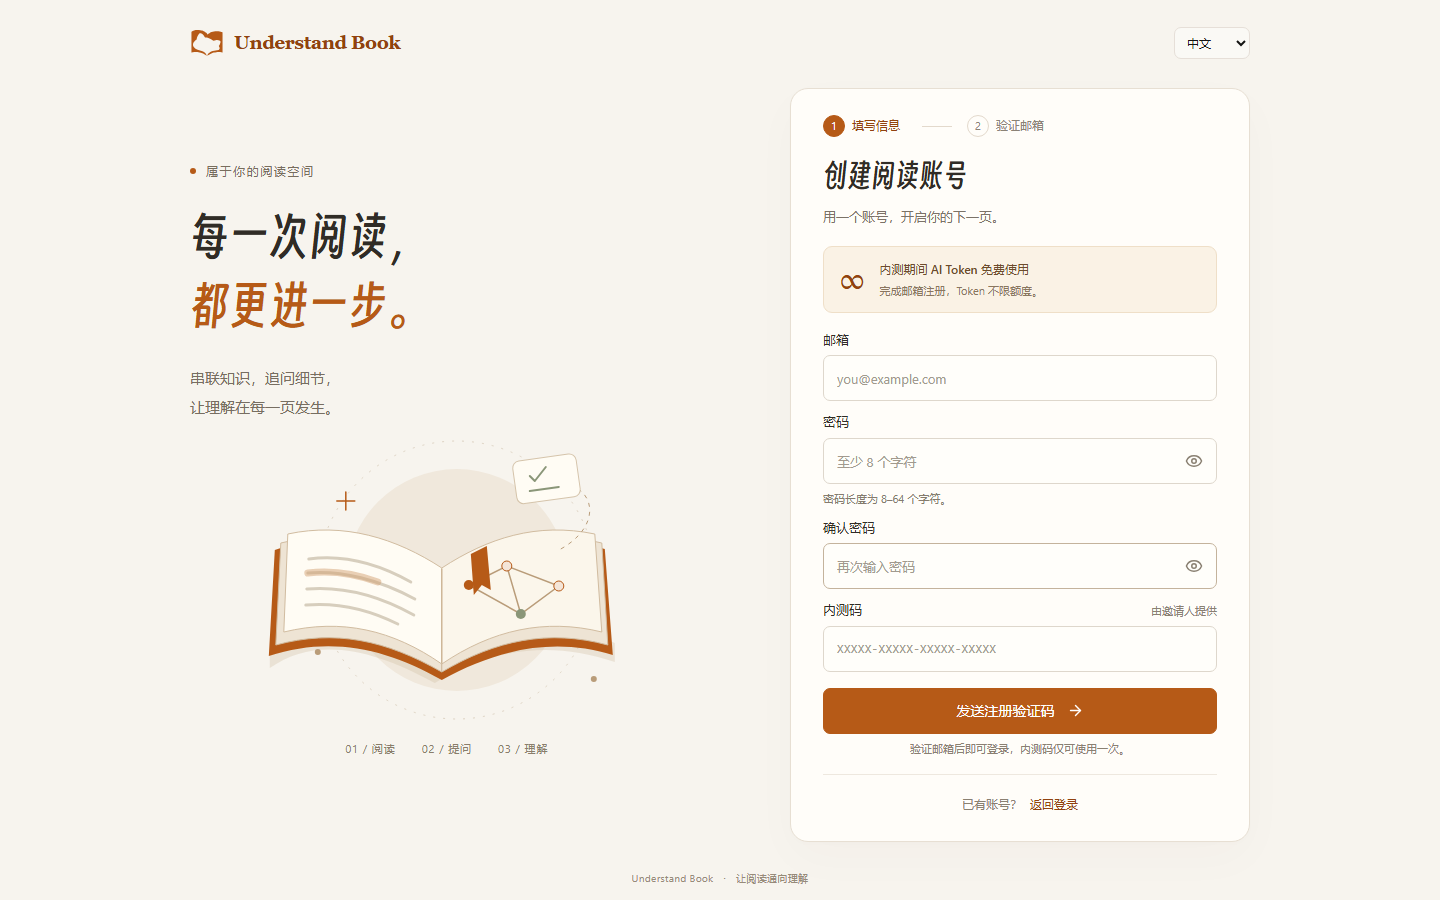 Understand Book
中文
属于你的阅读空间
每一次阅读，
都更进一步。
串联知识，追问细节，
让理解在每一页发生。
01 / 阅读
02 / 提问
03 / 理解
1 填写信息
2 验证邮箱
创建阅读账号
用一个账号，开启你的下一页。
∞
内测期间 AI Token 免费使用
完成邮箱注册，Token 不限额度。
邮箱
you@example.com
密码
至少 8 个字符
密码长度为 8–64 个字符。
确认密码
再次输入密码
内测码
由邀请人提供
XXXXX-XXXXX-XXXXX-XXXXX
发送注册验证码 →
验证邮箱后即可登录，内测码仅可使用一次。
已有账号？ 返回登录
Understand Book · 让阅读通向理解